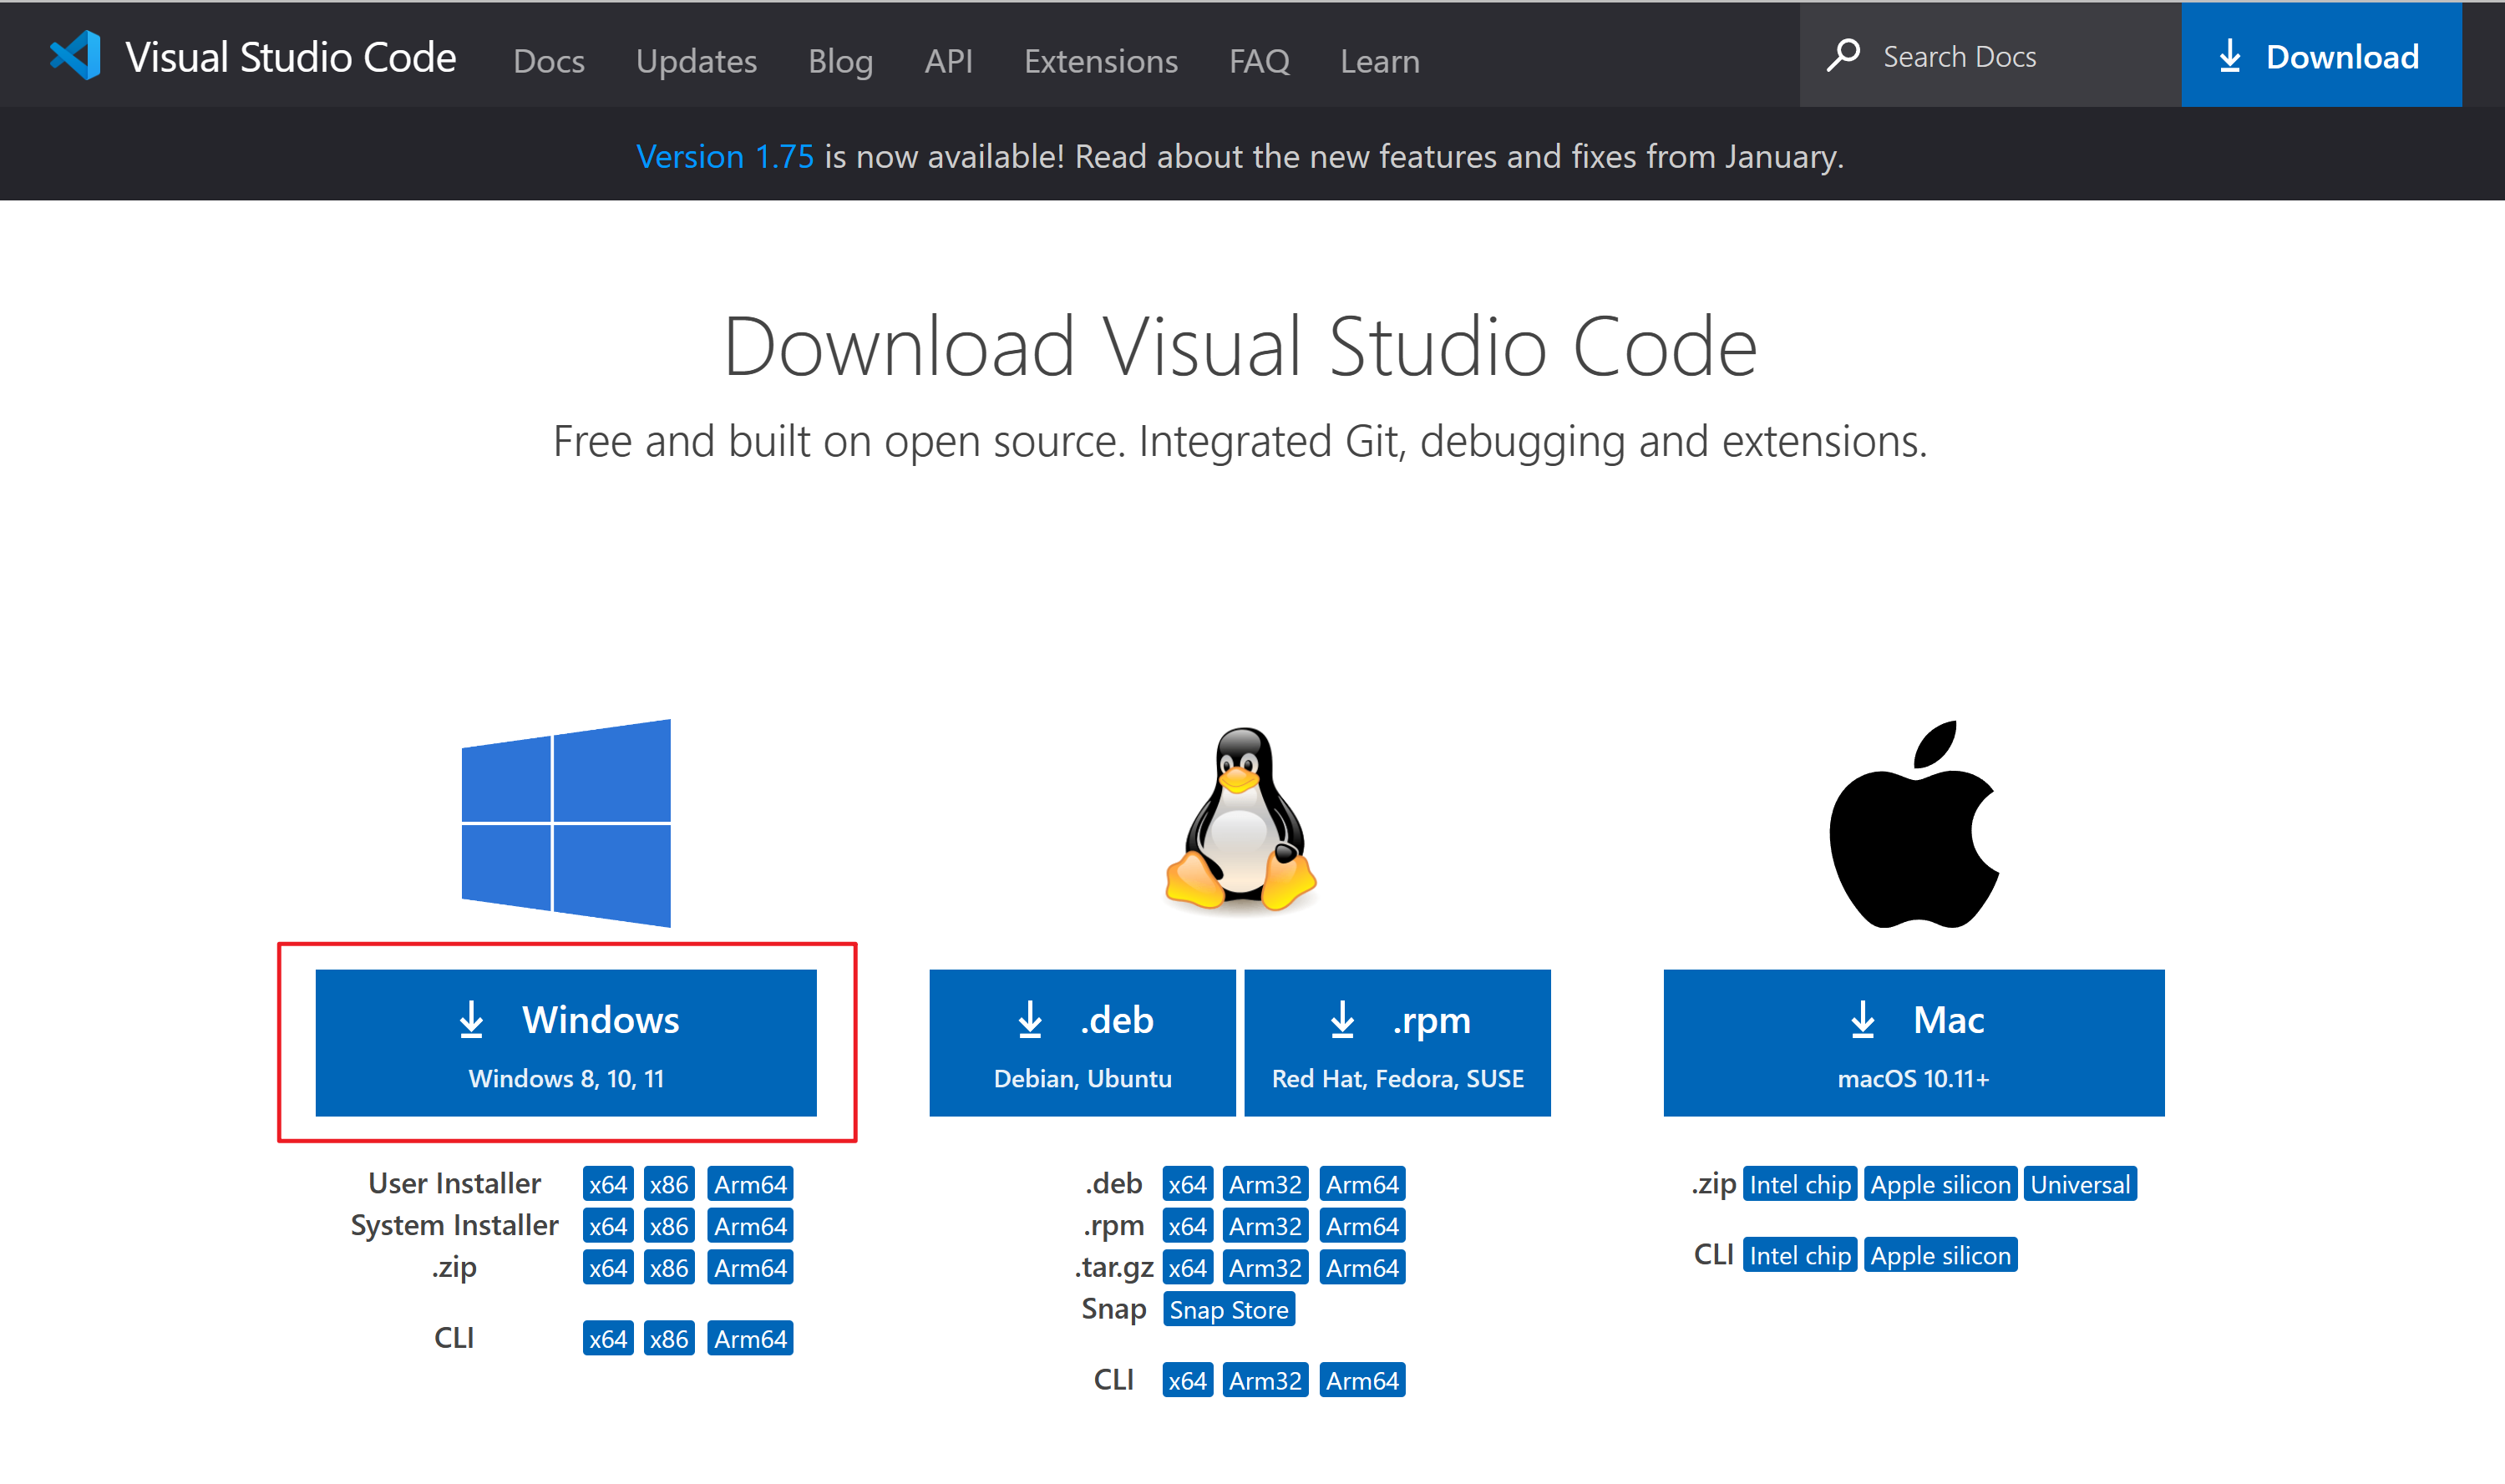 Visual Studio Code Docs Updates Blog API Extensions FAQ Learn Search Docs Download
Version 1.75 is now available! Read about the new features and fixes from January.
Download Visual Studio Code
Free and built on open source. Integrated Git, debugging and extensions.
Windows
Windows 8, 10, 11
User Installer x64 x86 Arm64
System Installer x64 x86 Arm64
.zip x64 x86 Arm64
CLI x64 x86 Arm64
.deb
Debian, Ubuntu
.rpm
Red Hat, Fedora, SUSE
.deb x64 Arm32 Arm64
.rpm x64 Arm32 Arm64
.tar.gz x64 Arm32 Arm64
Snap Snap Store
CLI x64 Arm32 Arm64
Mac
macOS 10.11+
.zip Intel chip Apple silicon Universal
CLI Intel chip Apple silicon